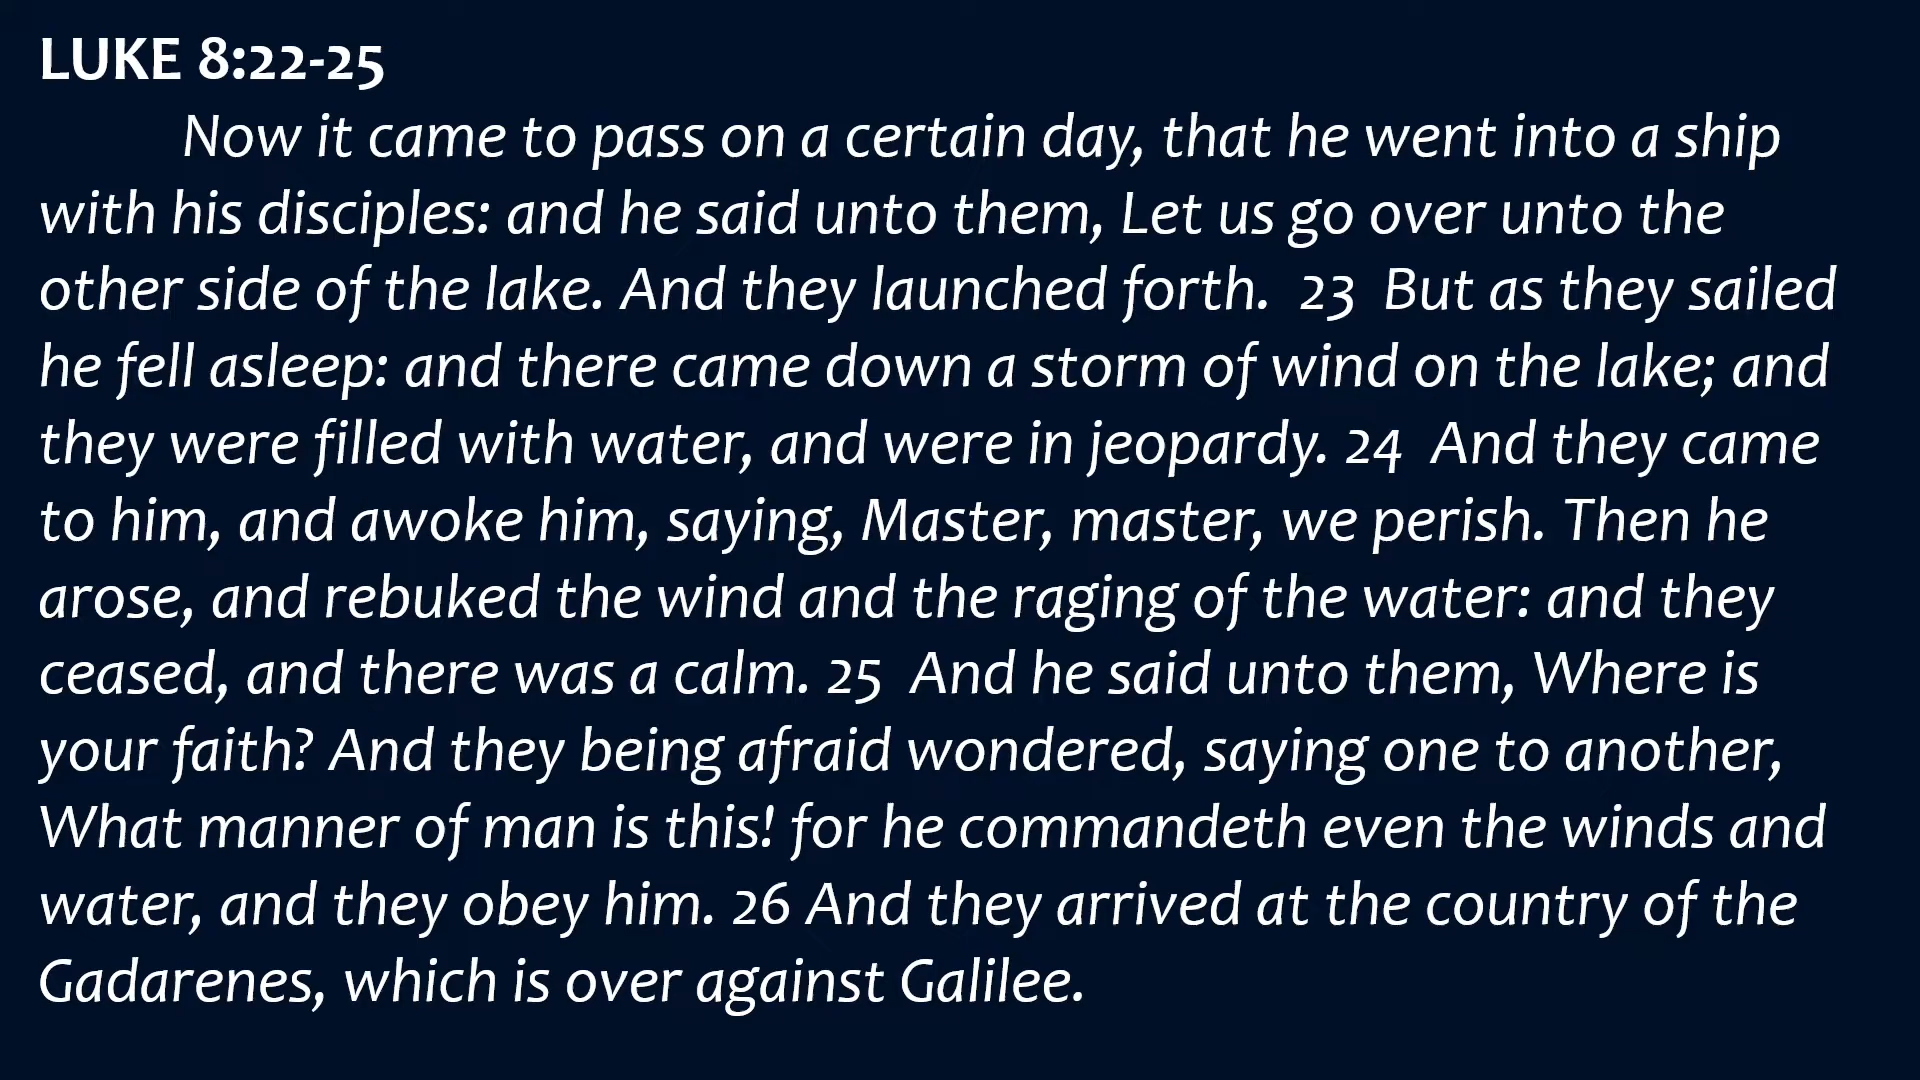 LUKE 8:22-25
Now it came to pass on a certain day, that he went into a ship
with his disciples: and he said unto them, Let us go over unto the
other side of the lake. And they launched forth. 23 But as they sailed
he fell asleep: and there came down a storm of wind on the lake; and
they were filled with water, and were in jeopardy. 24 And they came
to him, and awoke him, saying, Master, master, we perish. Then he
arose, and rebuked the wind and the raging of the water: and they
ceased, and there was a calm. 25 And he said unto them, Where is
your faith? And they being afraid wondered, saying one to another,
What manner of man is this! for he commandeth even the winds and
water, and they obey him. 26 And they arrived at the country of the
Gadarenes, which is over against Galilee.